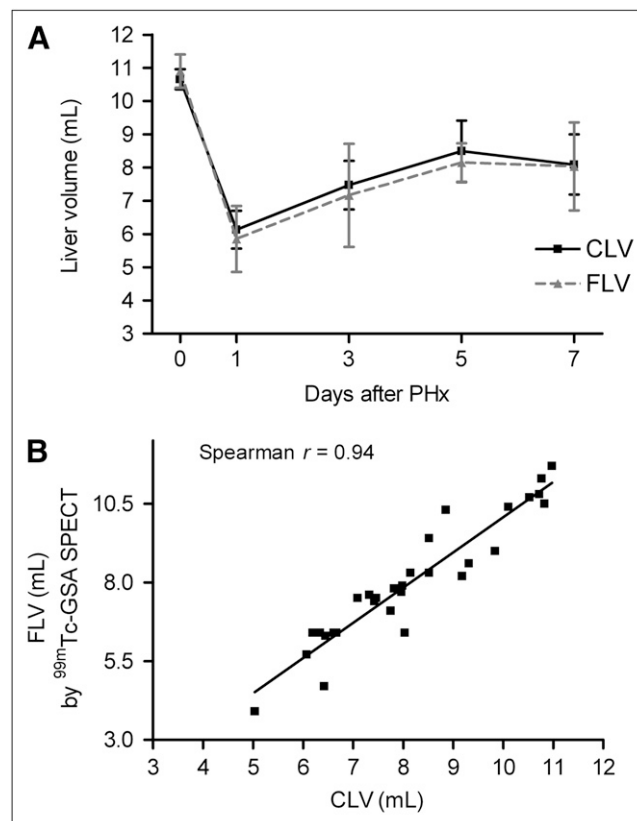 A
Liver volume (mL)
12
11
10
9
8
7
6
5
4
3
0
1
3
5
7
Days after PHx
CLV
FLV
B
Spearman r = 0.94
FLV (mL)
by 99mTc-GSA SPECT
10.5
8.0
5.5
3.0
3
4
5
6
7
8
9
10
11
12
CLV (mL)